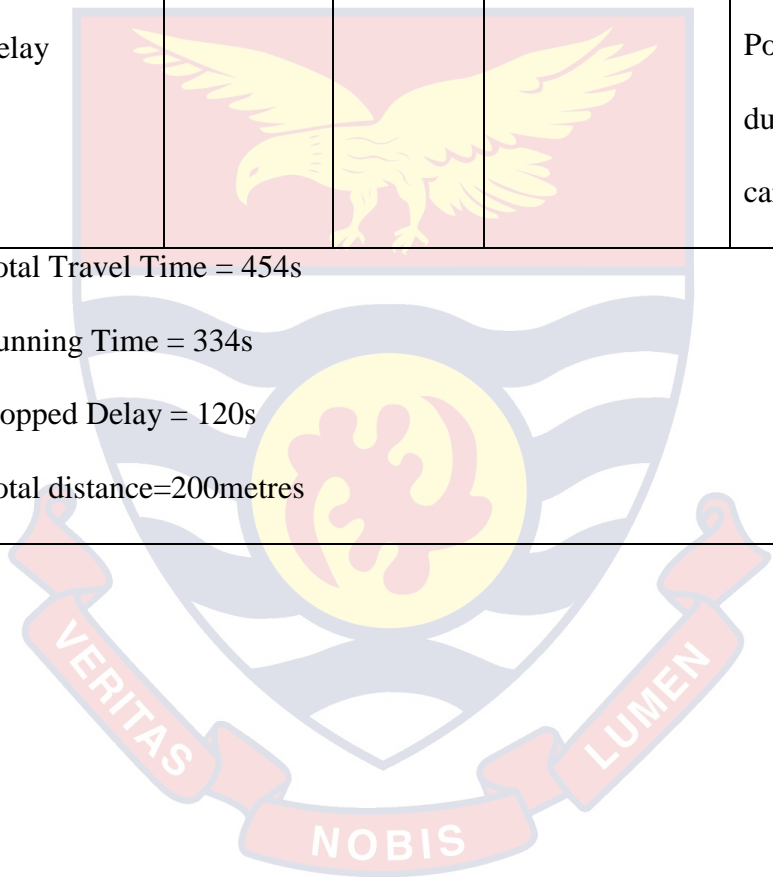 elay
Po
du
ca
otal Travel Time = 454s
unning Time = 334s
opped Delay = 120s
otal distance=200metres
VERITAS
NOBIS
LUMEN